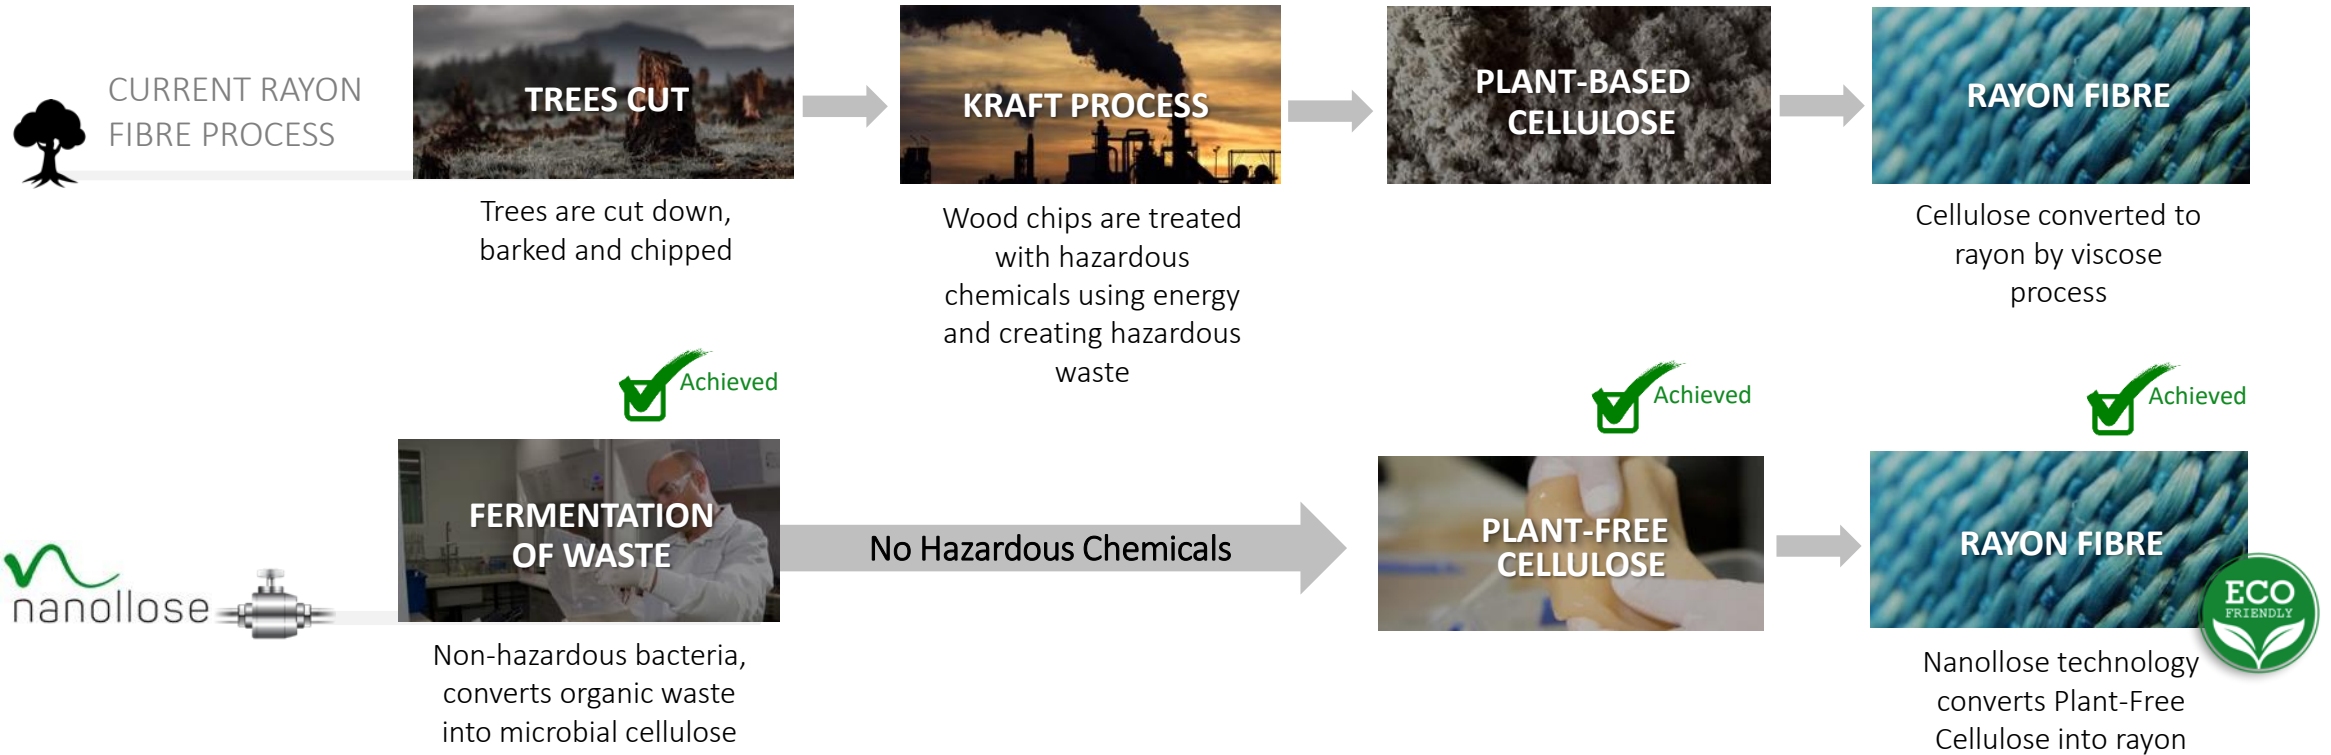 CURRENT RAYON
FIBRE PROCESS
TREES CUT
Trees are cut down,
barked and chipped
KRAFT PROCESS
Wood chips are treated
with hazardous
chemicals using energy
and creating hazardous
waste
PLANT-BASED
CELLULOSE
RAYON FIBRE
Cellulose converted to
rayon by viscose
process
nanollose
Achieved
FERMENTATION
OF WASTE
Non-hazardous bacteria,
converts organic waste
into microbial cellulose
No Hazardous Chemicals
Achieved
PLANT-FREE
CELLULOSE
Achieved
RAYON FIBRE
ECO
FRIENDLY
Nanollose technology
converts Plant-Free
Cellulose into rayon